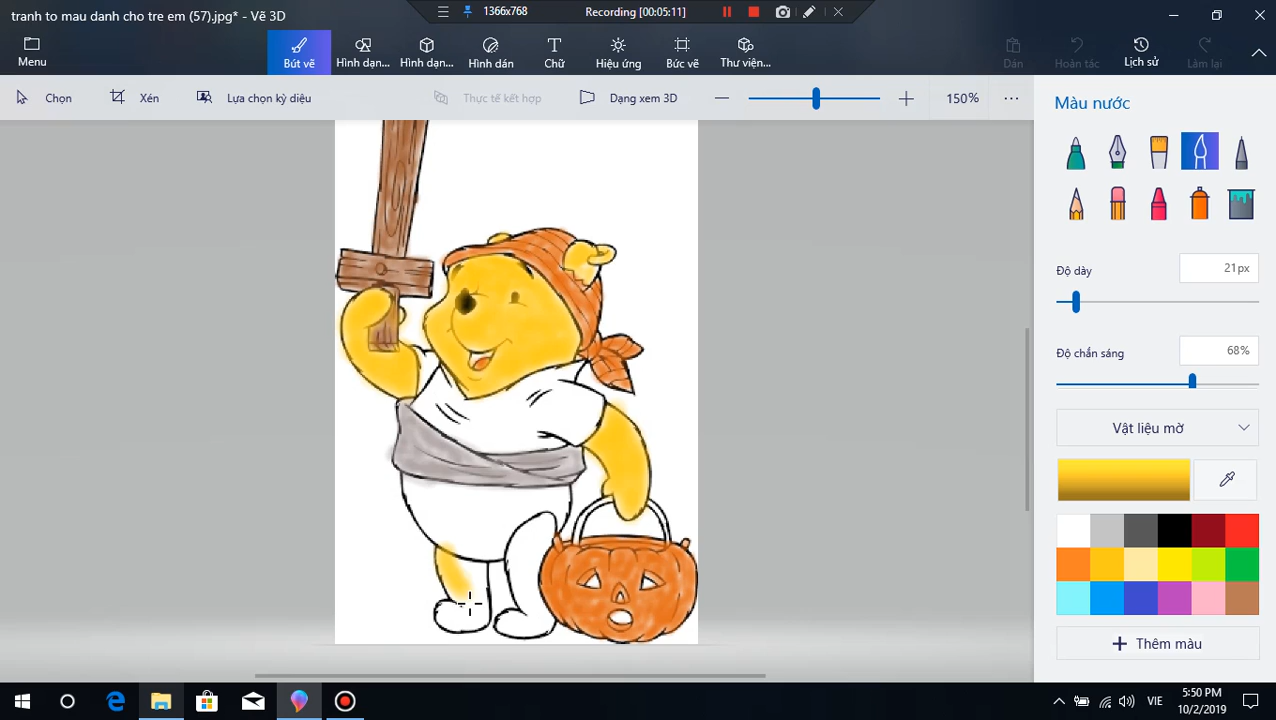 tranh to mau danh cho tre em (57).jpg* - Vẽ 3D
1366x768
Recording [00:05:11]
Menu
Bút vẽ
Hình dạn...
Hình dạn...
Hình dán
Chữ
Hiệu ứng
Bức vẽ
Thư viện...
Dán
Hoàn tác
Lịch sử
Làm lại
Chọn
Xén
Lựa chọn kỳ diệu
Thực tế kết hợp
Dạng xem 3D
150%
Màu nước
Độ dày
21px
Độ chắn sáng
68%
Vật liệu mờ
Thêm màu
VIE
5:50 PM
10/2/2019